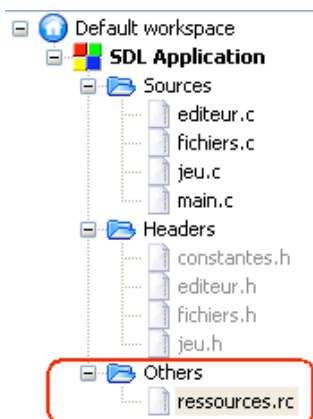 Default workspace
SDL Application
Sources
editeur.c
fichiers.c
jeu.c
main.c
Headers
constantes.h
editeur.h
fichiers.h
jeu.h
Others
ressources.rc